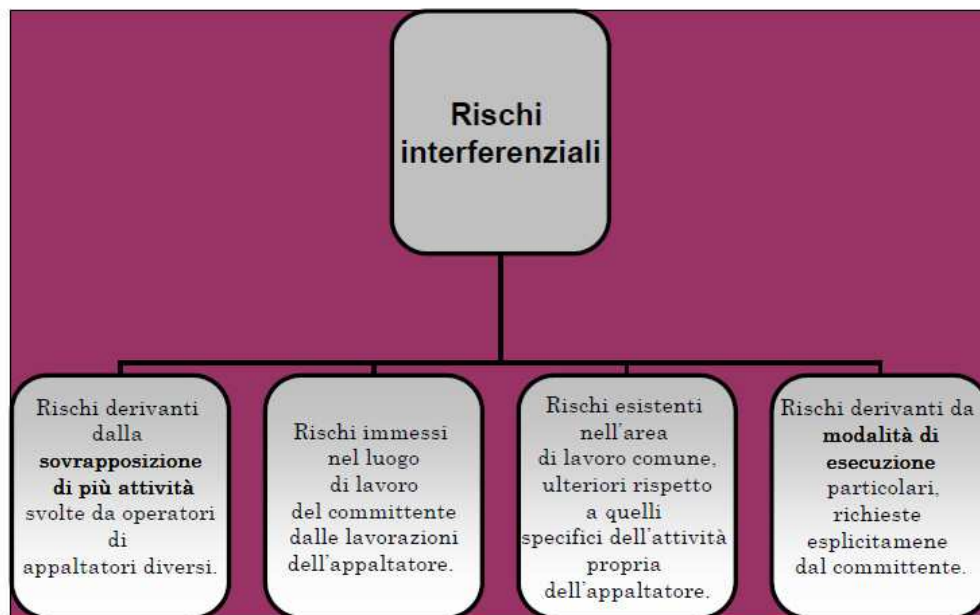 Rischi
interferenziali
Rischi derivanti
dalla
sovrapposizione
di più attività
svolte da operatori
di
appaltatori diversi.
Rischi immessi
nel luogo
di lavoro
del committente
dalle lavorazioni
dell'appaltatore.
Rischi esistenti
nell'area
di lavoro comune,
ulteriori rispetto
a quelli
specifici dell'attività
propria
dell'appaltatore.
Rischi derivanti da
modalità di
esecuzione
particolari,
richieste
esplicitamene
dal committente.